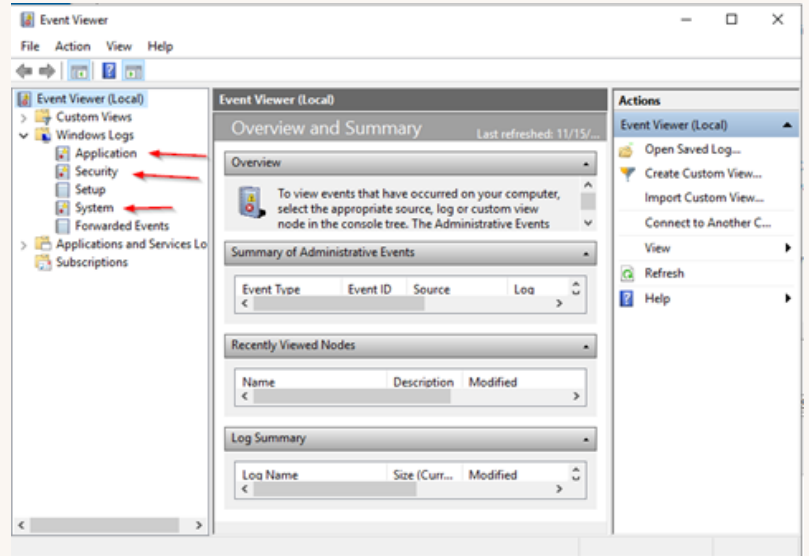 Event Viewer
File Action View Help
Event Viewer (Local)
Custom Views
Windows Logs
Application
Security
Setup
System
Forwarded Events
Applications and Services Lo
Subscriptions
Event Viewer (Local)
Overview and Summary Last refreshed: 11/15/...
Overview
To view events that have occurred on your computer,
select the appropriate source, log or custom view
node in the console tree. The Administrative Events
Summary of Administrative Events
Event Type Event ID Source Log
Recently Viewed Nodes
Name Description Modified
Log Summary
Log Name Size (Curr... Modified
Actions
Event Viewer (Local)
Open Saved Log...
Create Custom View...
Import Custom View...
Connect to Another C...
View
Refresh
Help